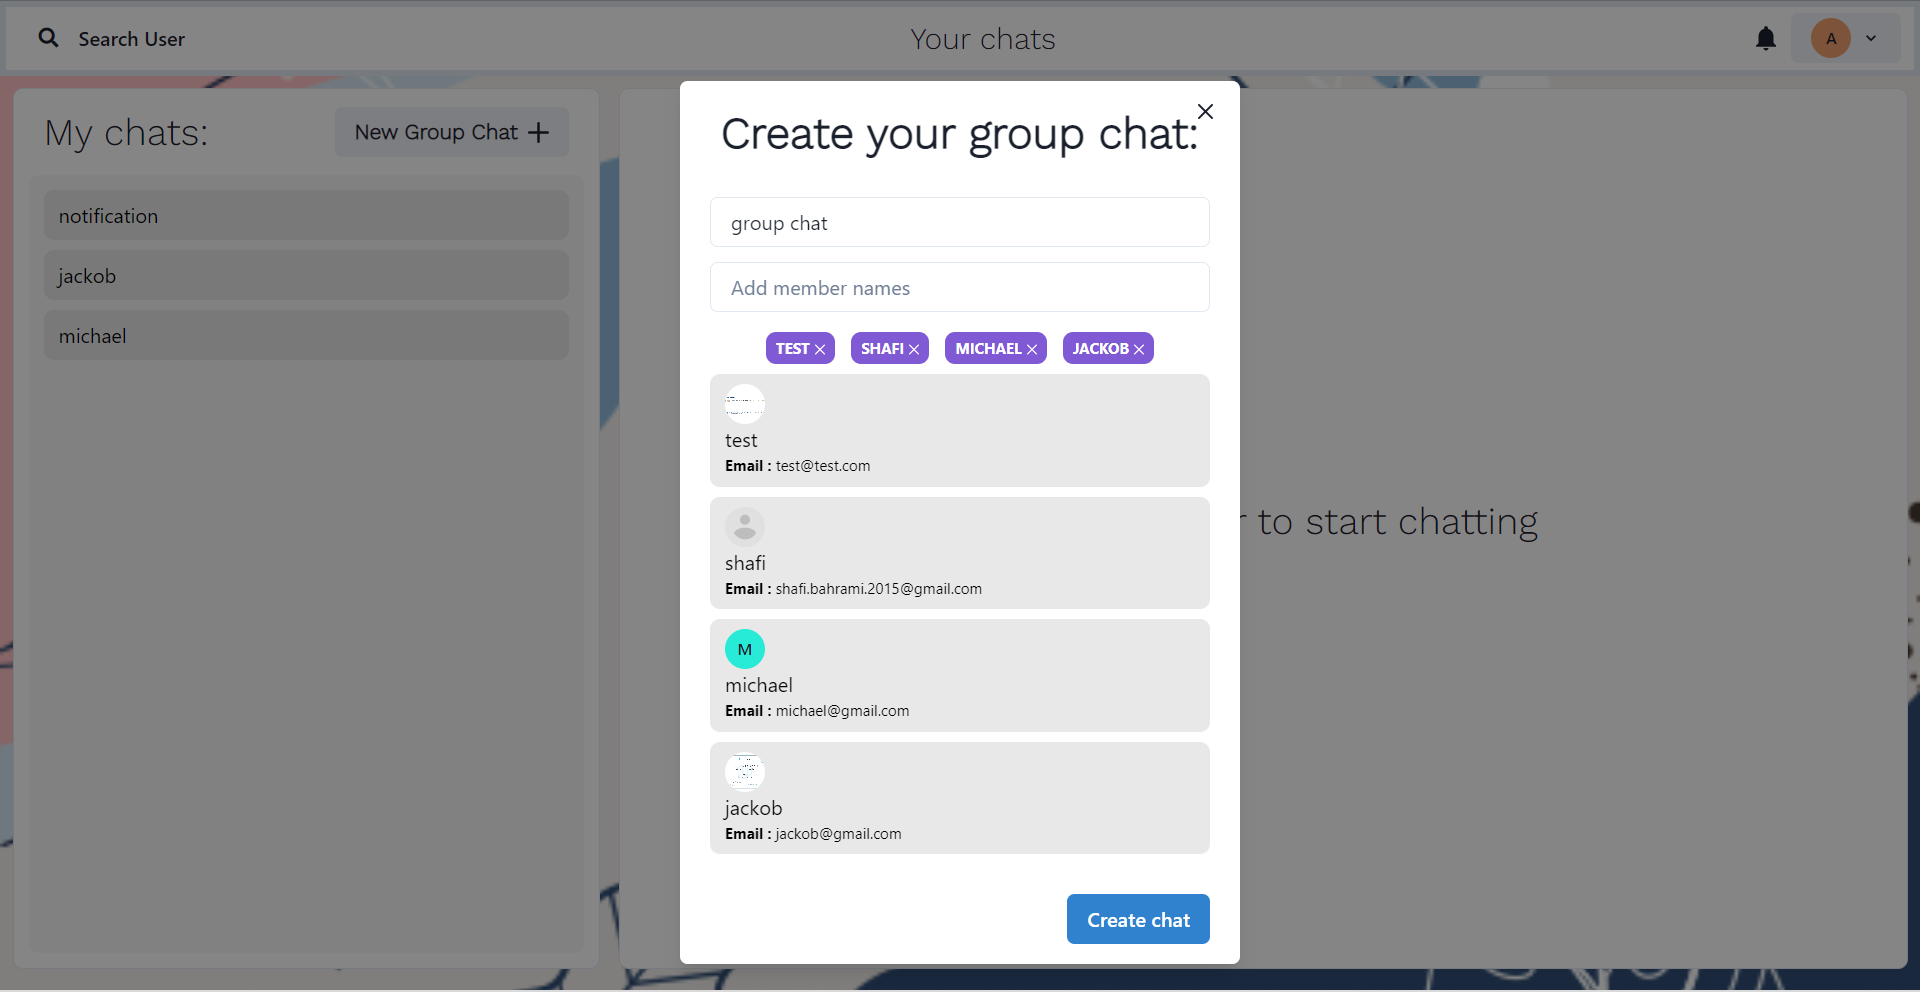 Search User
Your chats
A
My chats:
New Group Chat
notification
jackob
michael
to start chatting
Create your group chat:
group chat
Add member names
TEST SHAFI MICHAEL JACKOB
test
Email : test@test.com
shafi
Email : shafi.bahrami.2015@gmail.com
M
michael
Email : michael@gmail.com
jackob
Email : jackob@gmail.com
Create chat